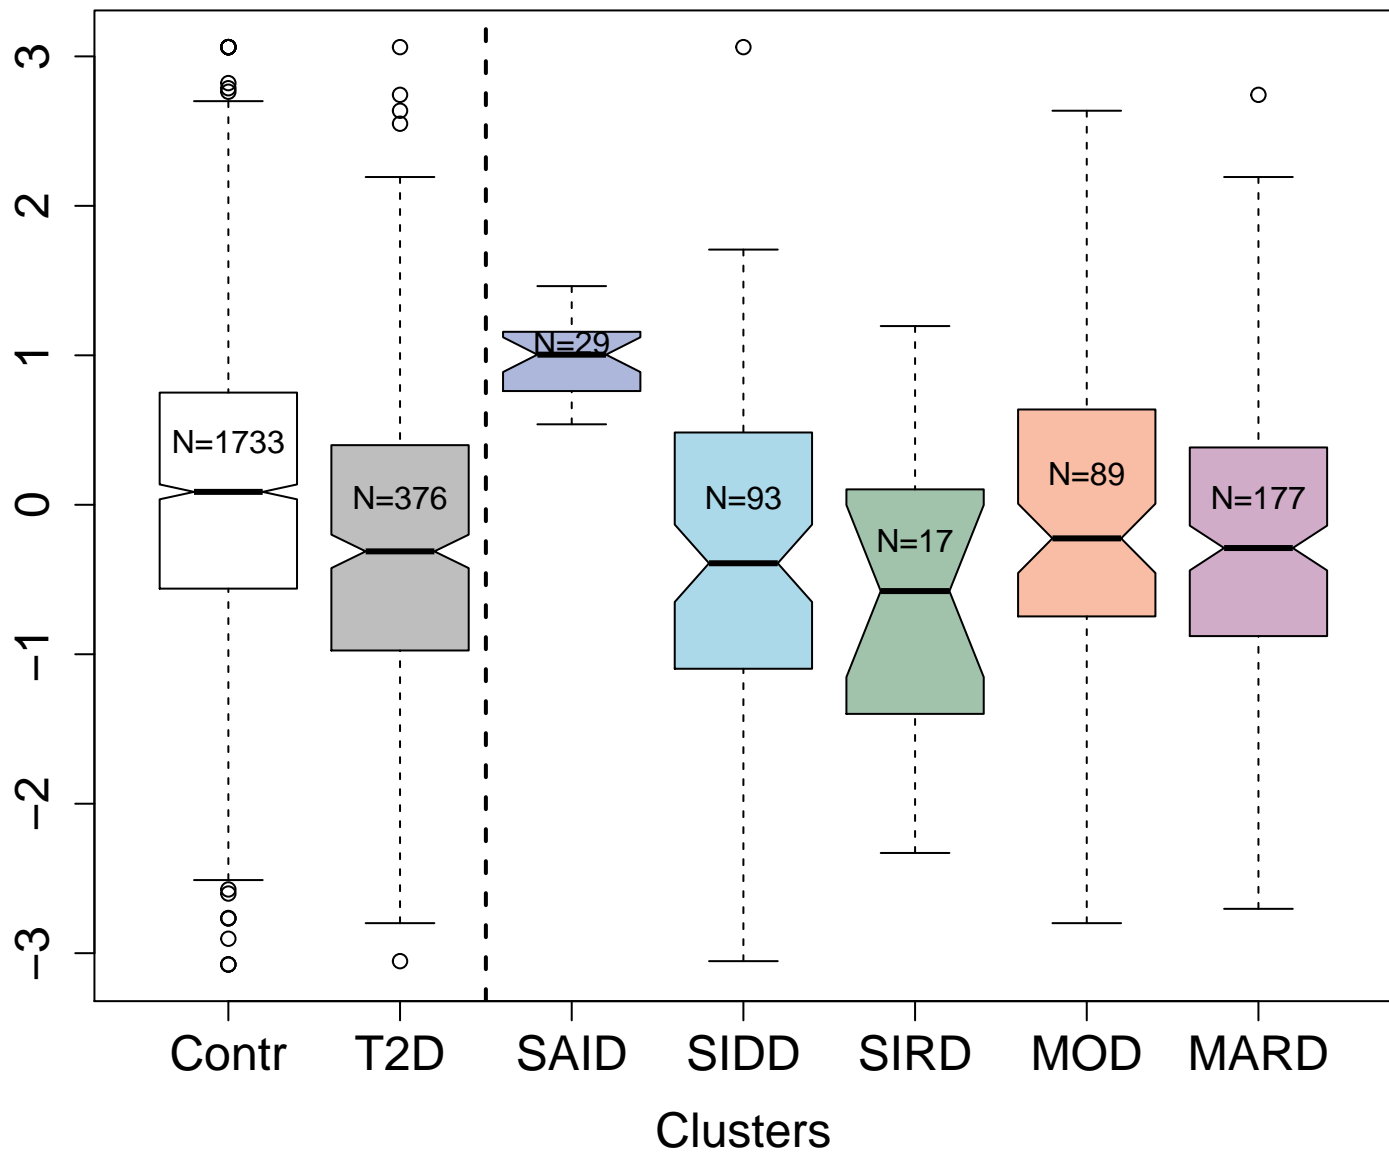 3
2
1
0
−1
−2
−3
N=1733
N=376
N=29
N=93
N=17
N=89
N=177
Contr T2D SAID SIDD SIRD MOD MARD
Clusters